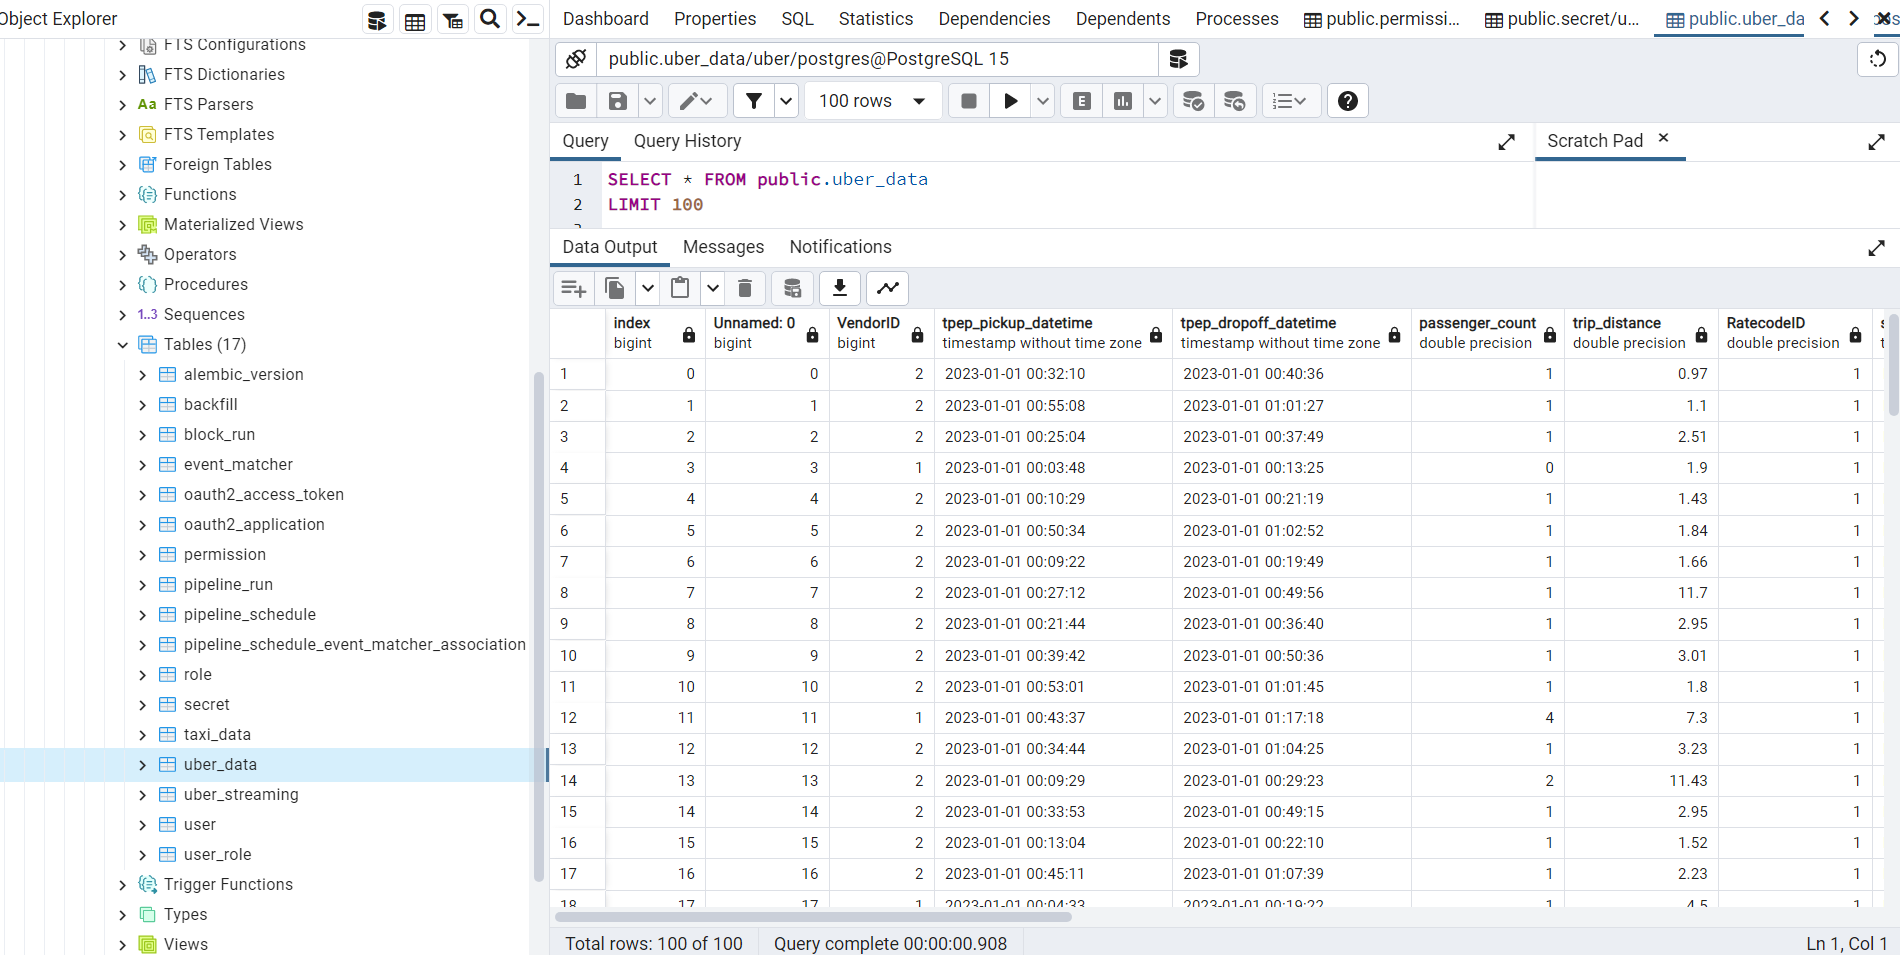 Object Explorer
FTS Configurations
FTS Dictionaries
Aa FTS Parsers
FTS Templates
Foreign Tables
Functions
Materialized Views
Operators
Procedures
1..3 Sequences
Tables (17)
alembic_version
backfill
block_run
event_matcher
oauth2_access_token
oauth2_application
permission
pipeline_run
pipeline_schedule
pipeline_schedule_event_matcher_association
role
secret
taxi_data
uber_data
uber_streaming
user
user_role
Trigger Functions
Types
Views
Dashboard Properties SQL Statistics Dependencies Dependents Processes public.permissi... public.secret/u... public.uber_da
public.uber_data/uber/postgres@PostgreSQL 15
100 rows
E
Query Query History
Scratch Pad
1 SELECT * FROM public.uber_data
2 LIMIT 100
Data Output Messages Notifications
index Unnamed: 0 VendorID tpep_pickup_datetime tpep_dropoff_datetime passenger_count trip_distance RatecodeID
bigint bigint bigint timestamp without time zone timestamp without time zone double precision double precision double precision
1 0 0 2 2023-01-01 00:32:10 2023-01-01 00:40:36 1 0.97 1
2 1 1 2 2023-01-01 00:55:08 2023-01-01 01:01:27 1 1.1 1
3 2 2 2 2023-01-01 00:25:04 2023-01-01 00:37:49 1 2.51 1
4 3 3 1 2023-01-01 00:03:48 2023-01-01 00:13:25 0 1.9 1
5 4 4 2 2023-01-01 00:10:29 2023-01-01 00:21:19 1 1.43 1
6 5 5 2 2023-01-01 00:50:34 2023-01-01 01:02:52 1 1.84 1
7 6 6 2 2023-01-01 00:09:22 2023-01-01 00:19:49 1 1.66 1
8 7 7 2 2023-01-01 00:27:12 2023-01-01 00:49:56 1 11.7 1
9 8 8 2 2023-01-01 00:21:44 2023-01-01 00:36:40 1 2.95 1
10 9 9 2 2023-01-01 00:39:42 2023-01-01 00:50:36 1 3.01 1
11 10 10 2 2023-01-01 00:53:01 2023-01-01 01:01:45 1 1.8 1
12 11 11 1 2023-01-01 00:43:37 2023-01-01 01:17:18 4 7.3 1
13 12 12 2 2023-01-01 00:34:44 2023-01-01 01:04:25 1 3.23 1
14 13 13 2 2023-01-01 00:09:29 2023-01-01 00:29:23 2 11.43 1
15 14 14 2 2023-01-01 00:33:53 2023-01-01 00:49:15 1 2.95 1
16 15 15 2 2023-01-01 00:13:04 2023-01-01 00:22:10 1 1.52 1
17 16 16 2 2023-01-01 00:45:11 2023-01-01 01:07:39 1 2.23 1
18 17 17 1 2023-01-01 00:04:33 2023-01-01 00:19:22 1 4.5 1
Total rows: 100 of 100 Query complete 00:00:00.908 Ln 1, Col 1